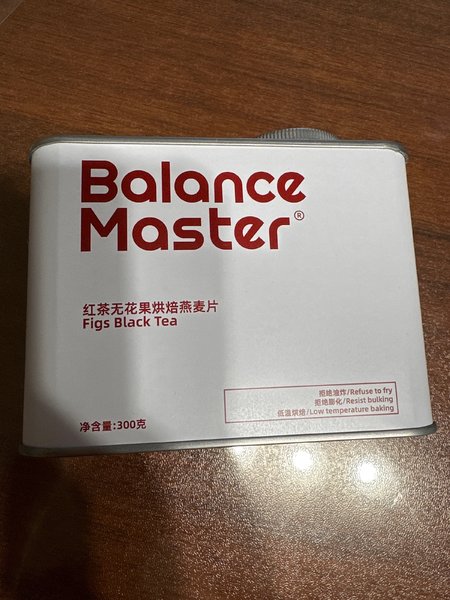 Balance
Master®
红茶无花果烘焙燕麦片
Figs Black Tea
拒绝油炸/Refuse to fry
拒绝膨化/Resist bulking
低温烘焙/Low temperature baking
净含量:300克